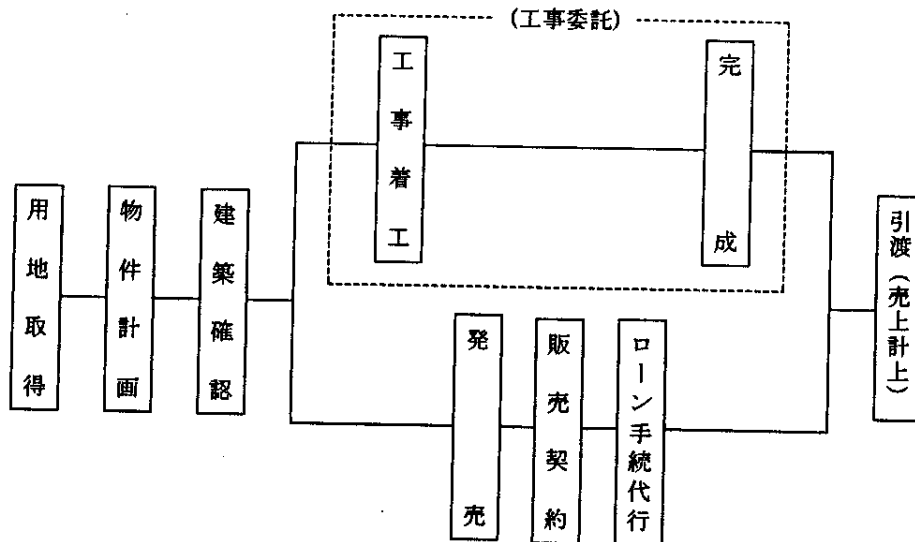 (工事委託)
工事着工
完成
用地取得
物件計画
建築確認
発売
販売契約
ローン手続代行
引渡(売上計上)